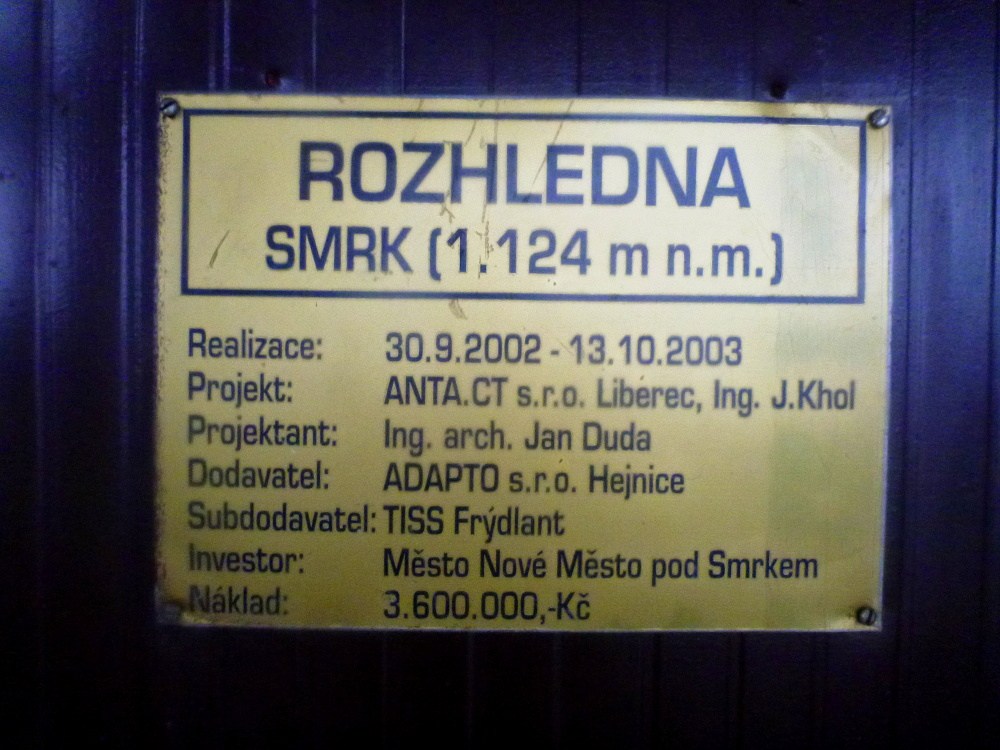 ROZHLEDNA
SMRK (1.124 m n.m.)
Realizace: 30.9.2002 - 13.10.2003
Projekt: ANTA.CT s.r.o. Liberec, Ing. J.Khol
Projektant: Ing. arch. Jan Duda
Dodavatel: ADAPTO s.r.o. Hejnice
Subdodavatel: TISS Frýdlant
Investor: Město Nové Město pod Smrkem
Náklad: 3.600.000,-Kč